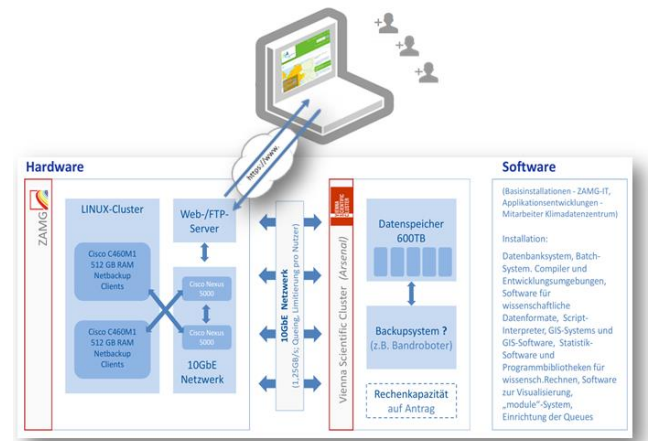 https://www.
Hardware
ZAMG
LINUX-Cluster
Cisco C460M1
512 GB RAM
Netbackup
Clients
Cisco C460M1
512 GB RAM
Netbackup
Clients
Web-/FTP-
Server
Cisco Nexus
5000
Cisco Nexus
5000
10GbE
Netzwerk
10GbE Netzwerk
(1,25GB/s; Queing, Limitierung pro Nutzer)
VIENNA
SCIENTIFIC
CLUSTER
Vienna Scientific Cluster (Arsenal)
Datenspeicher
600TB
Backupsystem ?
(z.B. Bandroboter)
Rechenkapazität
auf Antrag
Software
(Basisinstallationen - ZAMG-IT,
Applikationsentwicklungen -
Mitarbeiter Klimadatenzentrum)
Installation:
Datenbanksystem, Batch-
System. Compiler und
Entwicklungsumgebungen,
Software für
wissenschaftliche
Datenformate, Script-
Interpreter, GIS-Systems und
GIS-Software, Statistik-
Software und
Programmbibliotheken für
wissensch.Rechnen, Software
zur Visualisierung,
„module"-System,
Einrichtung der Queues